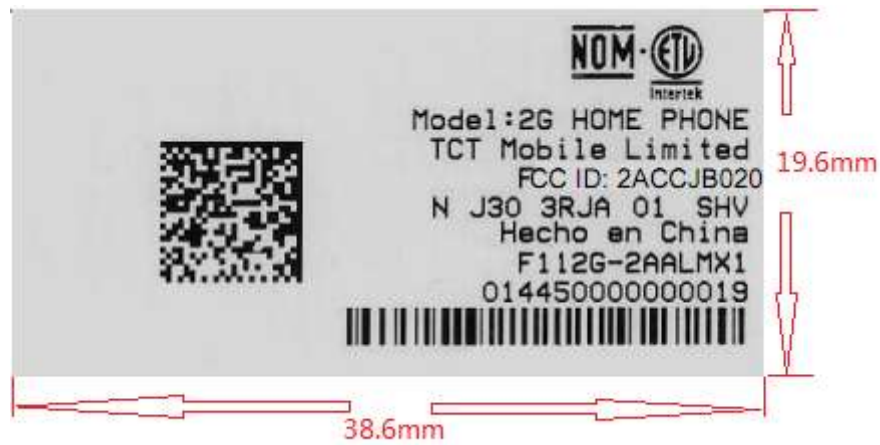 NOM · ETL
Intertek
Model:2G HOME PHONE
TCT Mobile Limited
FCC ID: 2ACCJB020
19.6mm
N J30 3RJA 01 SHV
Hecho en China
F112G-2AALMX1
014450000000019
38.6mm